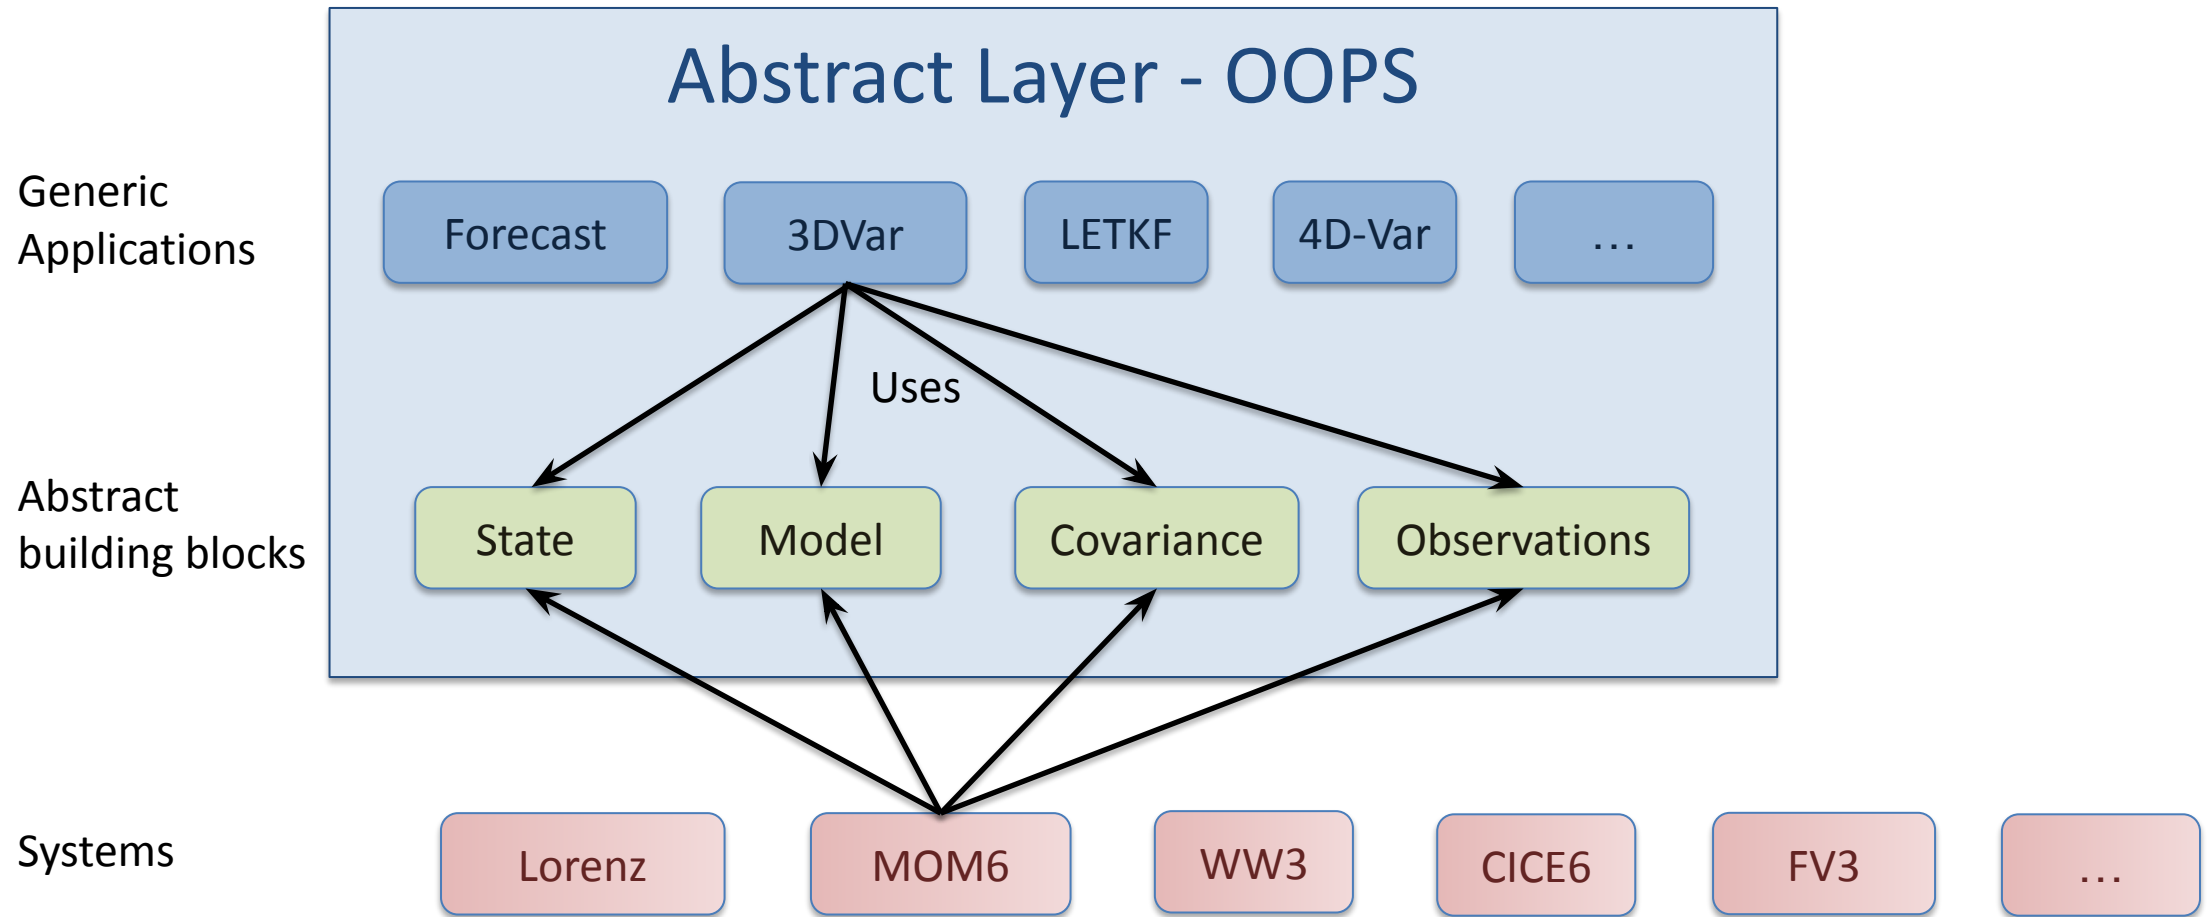 Abstract Layer - OOPS
Generic
Applications
Forecast
3DVar
LETKF
4D-Var
...
Uses
Abstract
building blocks
State
Model
Covariance
Observations
Systems
Lorenz
MOM6
WW3
CICE6
FV3
...